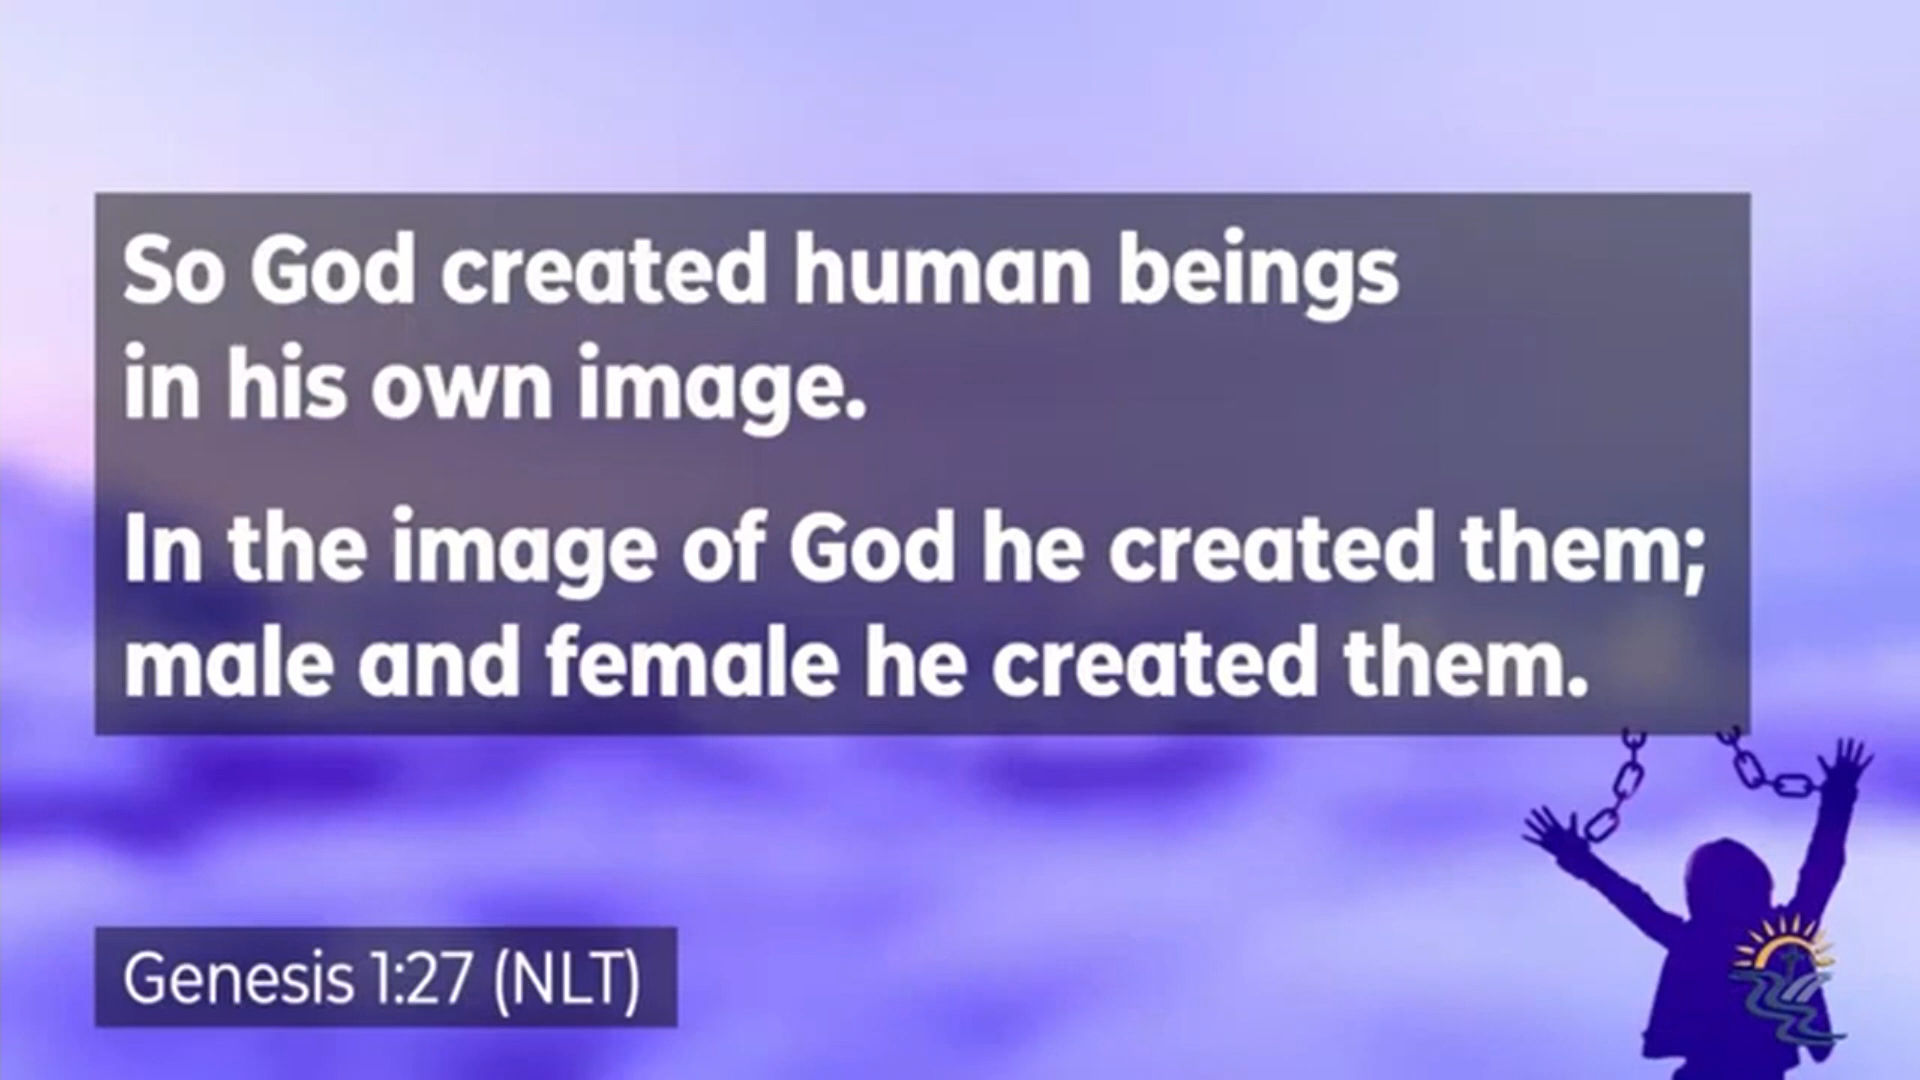 So God created human beings
in his own image.
In the image of God he created them;
male and female he created them.
Genesis 1:27 (NLT)